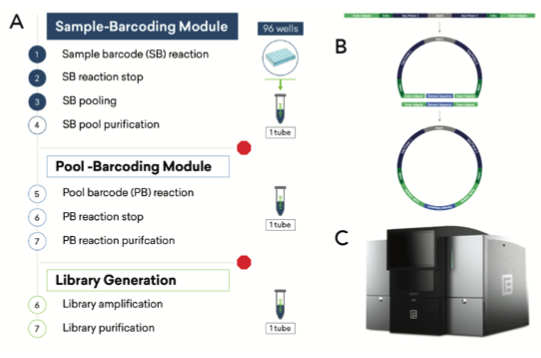 A
Sample-Barcoding Module
96 wells
1 Sample barcode (SB) reaction
2 SB reaction stop
3 SB pooling
4 SB pool purification
1 tube
Pool -Barcoding Module
5 Pool barcode (PB) reaction
6 PB reaction stop
7 PB reaction purifcation
1 tube
Library Generation
6 Library amplification
7 Library purification
1 tube
B
C